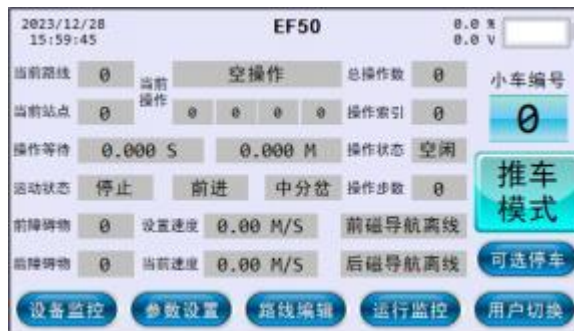 2023/12/28
15:59:45
EF50
0.0 %
0.0 V
当前路线 0 当前操作 空操作 总操作数 0
小车编号
当前站点 0 0 0 0 0 操作索引 0
0
操作等待 0.000 S 0.000 M 操作状态 空闲
推车模式
运动状态 停止 前进 中分岔 操作步数 0
前障碍物 0 设置速度 0.00 M/S 前磁导航离线
后障碍物 0 当前速度 0.00 M/S 后磁导航离线
可选停车
设备监控 参数设置 路线编辑 运行监控 用户切换